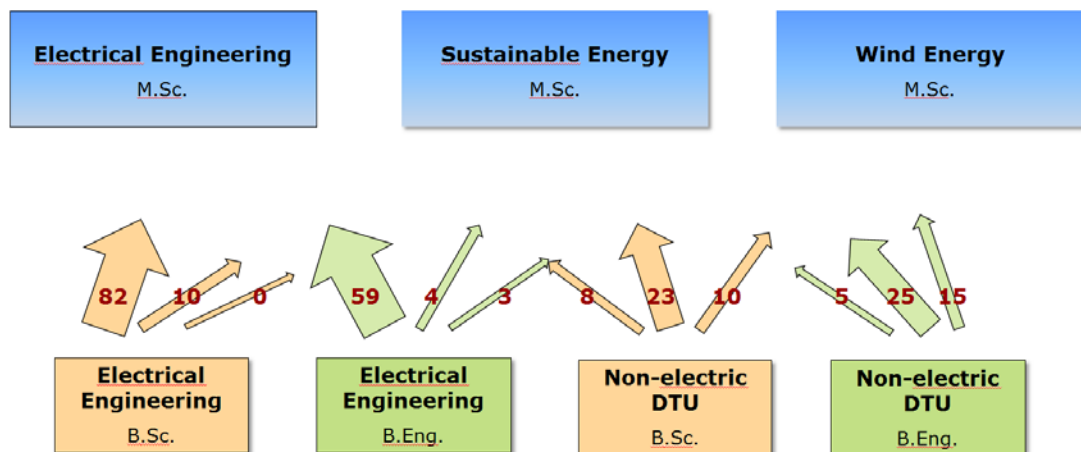 Electrical Engineering
M.Sc.
Sustainable Energy
M.Sc.
Wind Energy
M.Sc.
82 10 0 59 4 3 8 23 10 5 25 15
Electrical
Engineering
B.Sc.
Electrical
Engineering
B.Eng.
Non-electric
DTU
B.Sc.
Non-electric
DTU
B.Eng.